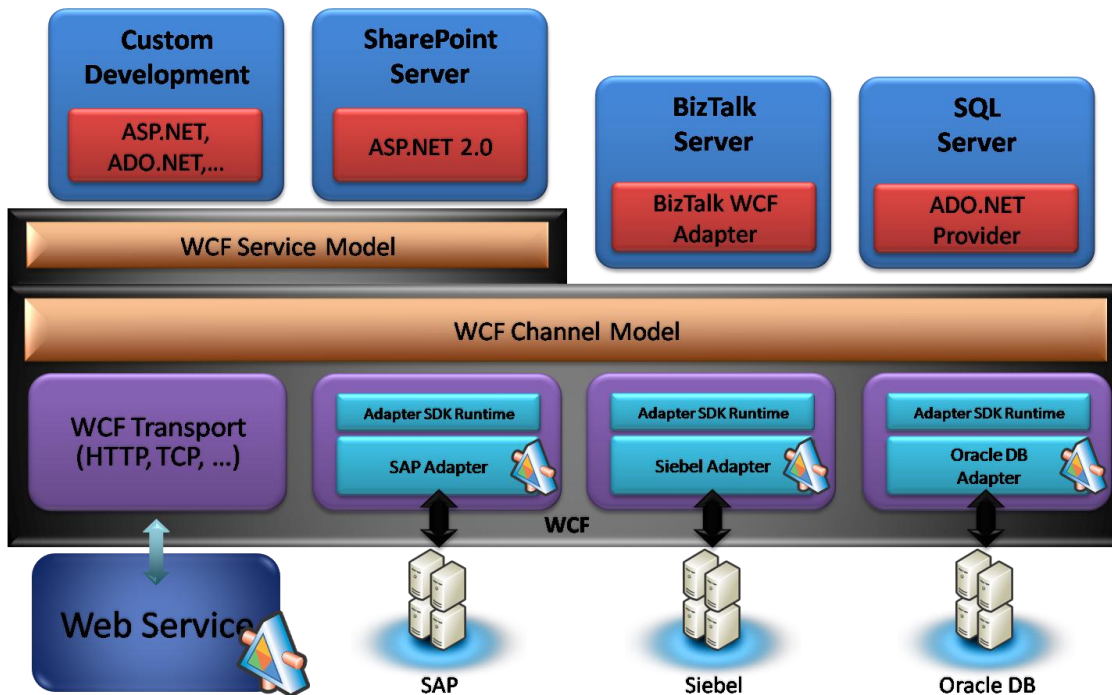 Custom
Development
ASP.NET,
ADO.NET,...
SharePoint
Server
ASP.NET 2.0
BizTalk
Server
BizTalk WCF
Adapter
SQL
Server
ADO.NET
Provider
WCF Service Model
WCF Channel Model
WCF Transport
(HTTP, TCP, ...)
Adapter SDK Runtime
SAP Adapter
Adapter SDK Runtime
Siebel Adapter
Adapter SDK Runtime
Oracle DB
Adapter
WCF
Web Service
SAP
Siebel
Oracle DB